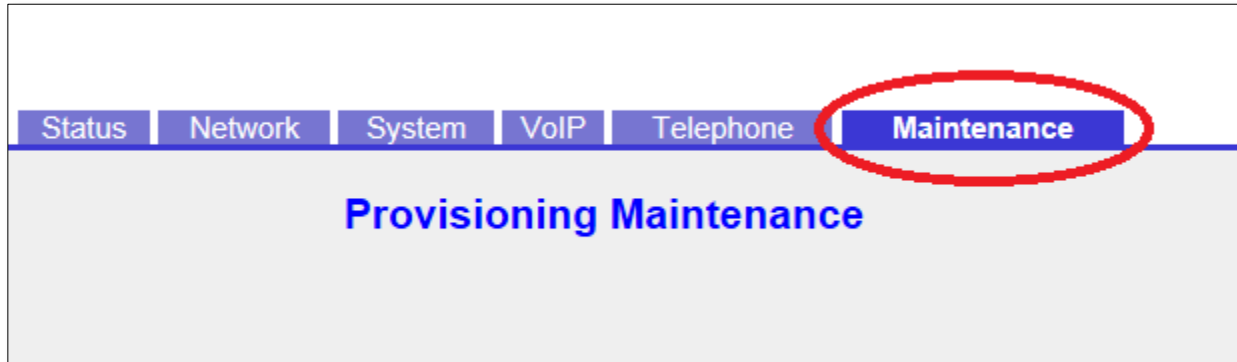 Status Network System VoIP Telephone Maintenance
Provisioning Maintenance